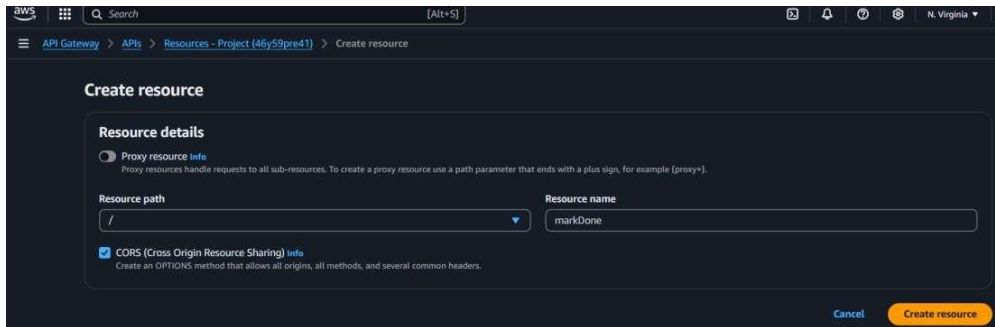 aws Search [Alt+S] N. Virginia
API Gateway > APIs > Resources - Project (46y59pre41) > Create resource
Create resource
Resource details
Proxy resource Info
Proxy resources handle requests to all sub-resources. To create a proxy resource use a path parameter that ends with a plus sign, for example {proxy+}.
Resource path Resource name
/ markDone
CORS (Cross Origin Resource Sharing) Info
Create an OPTIONS method that allows all origins, all methods, and several common headers.
Cancel Create resource